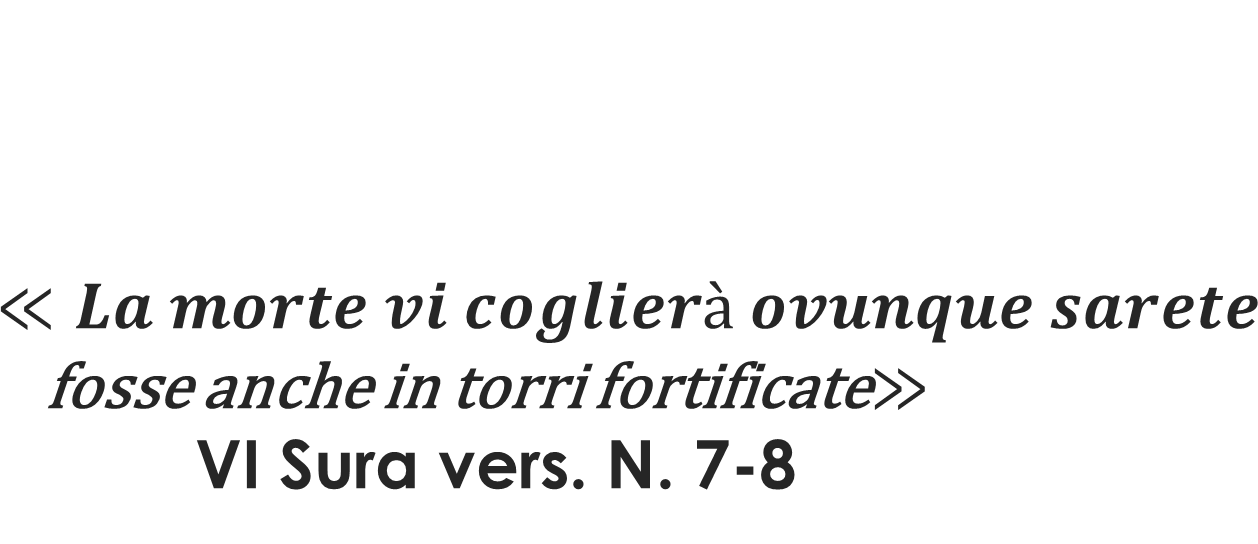 ≪ La morte vi coglierà ovunque sarete
fosse anche in torri fortificate≫
VI Sura vers. N. 7-8